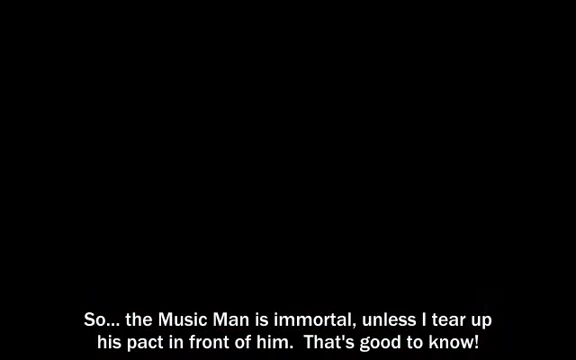 So... the Music Man is immortal, unless I tear up
his pact in front of him.  That's good to know!